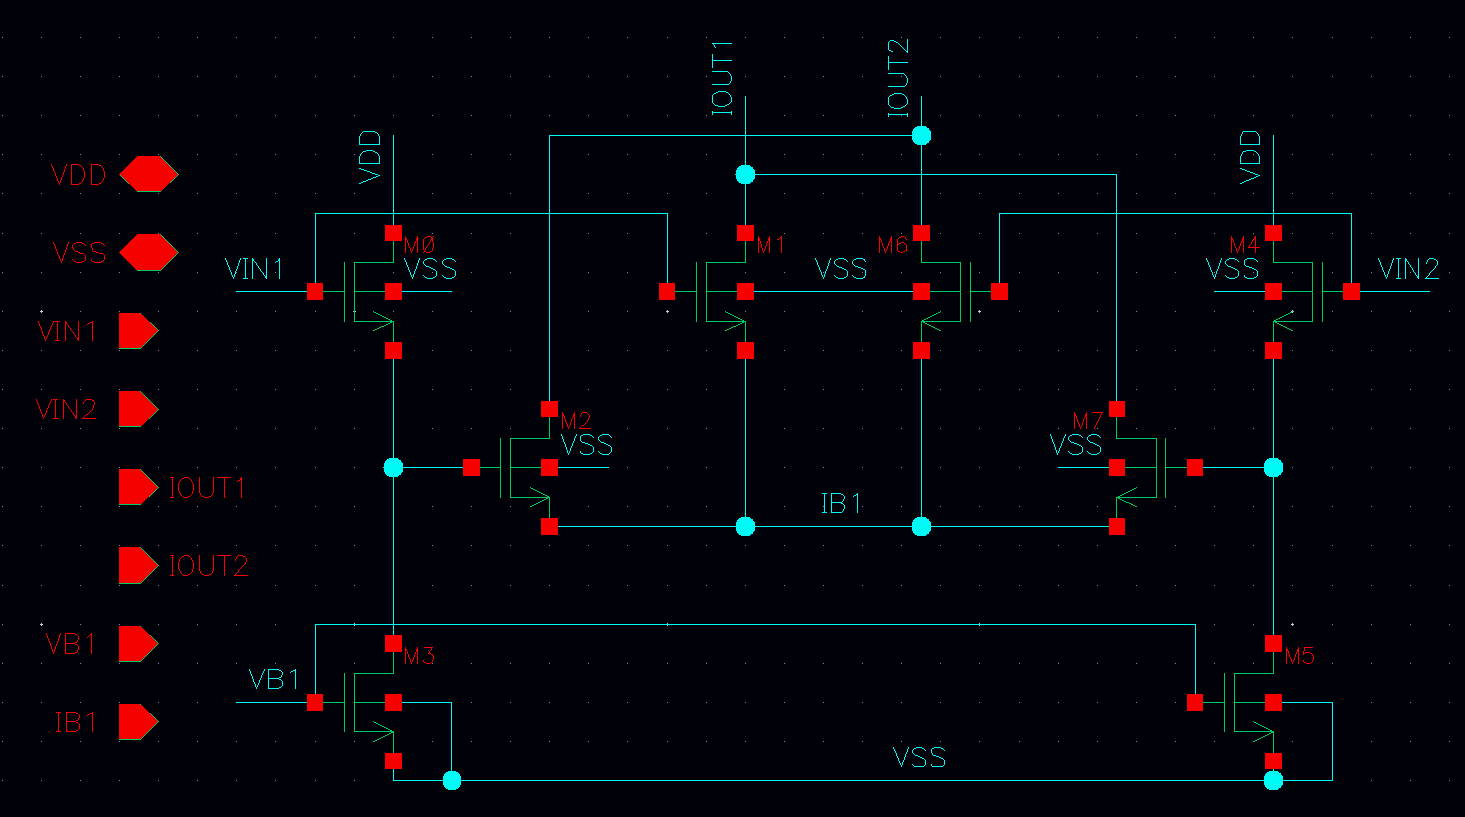 IOUT1
IOUT2
VDD
VDD
VDD
M0
M1
M6
M4
VSS
VIN1
VSS
VSS
VSS
VIN2
VIN1
VIN2
M2
M7
VSS
VSS
IOUT1
IB1
IOUT2
VB1
M3
M5
VB1
IB1
VSS